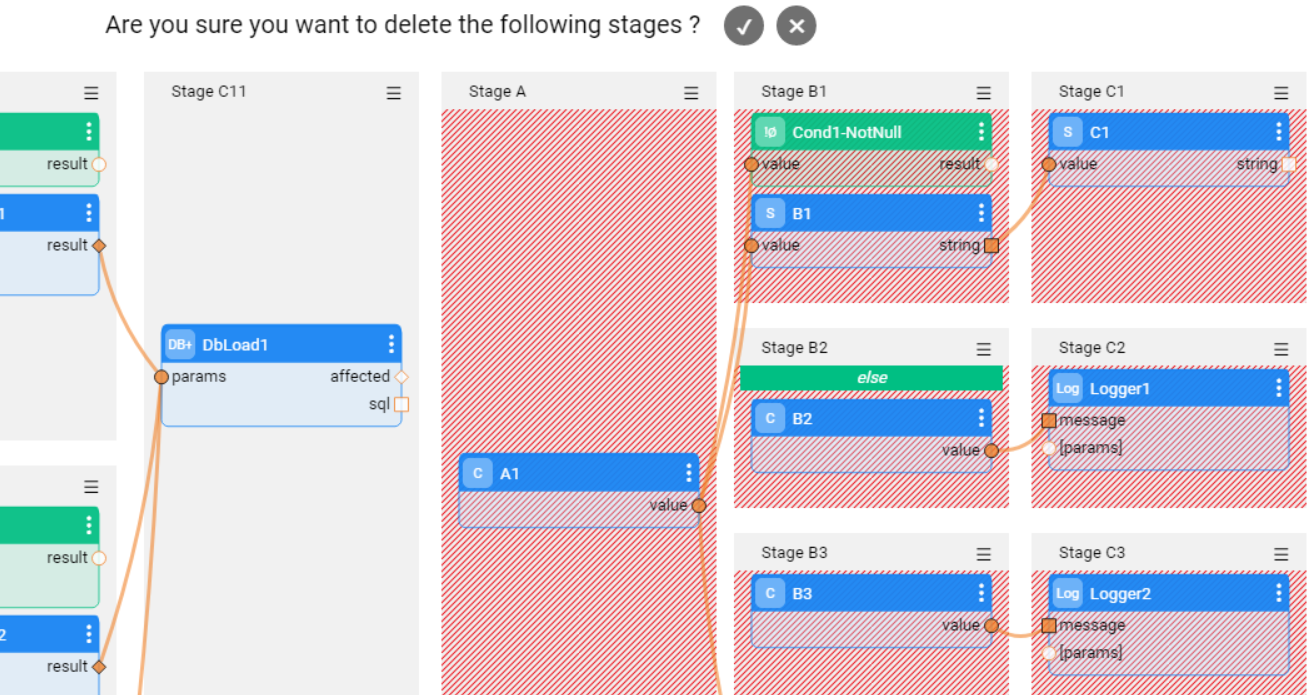 Are you sure you want to delete the following stages ?
Stage C11
Stage A
Stage B1
Stage C1
result
1
result
DB+ DbLoad1
params affected
sql
result
2
result
C A1
value
!ø Cond1-NotNull
value result
S B1
value string
S C1
value string
Stage B2
else
C B2
value
Stage C2
Log Logger1
message
[params]
Stage B3
C B3
value
Stage C3
Log Logger2
message
[params]